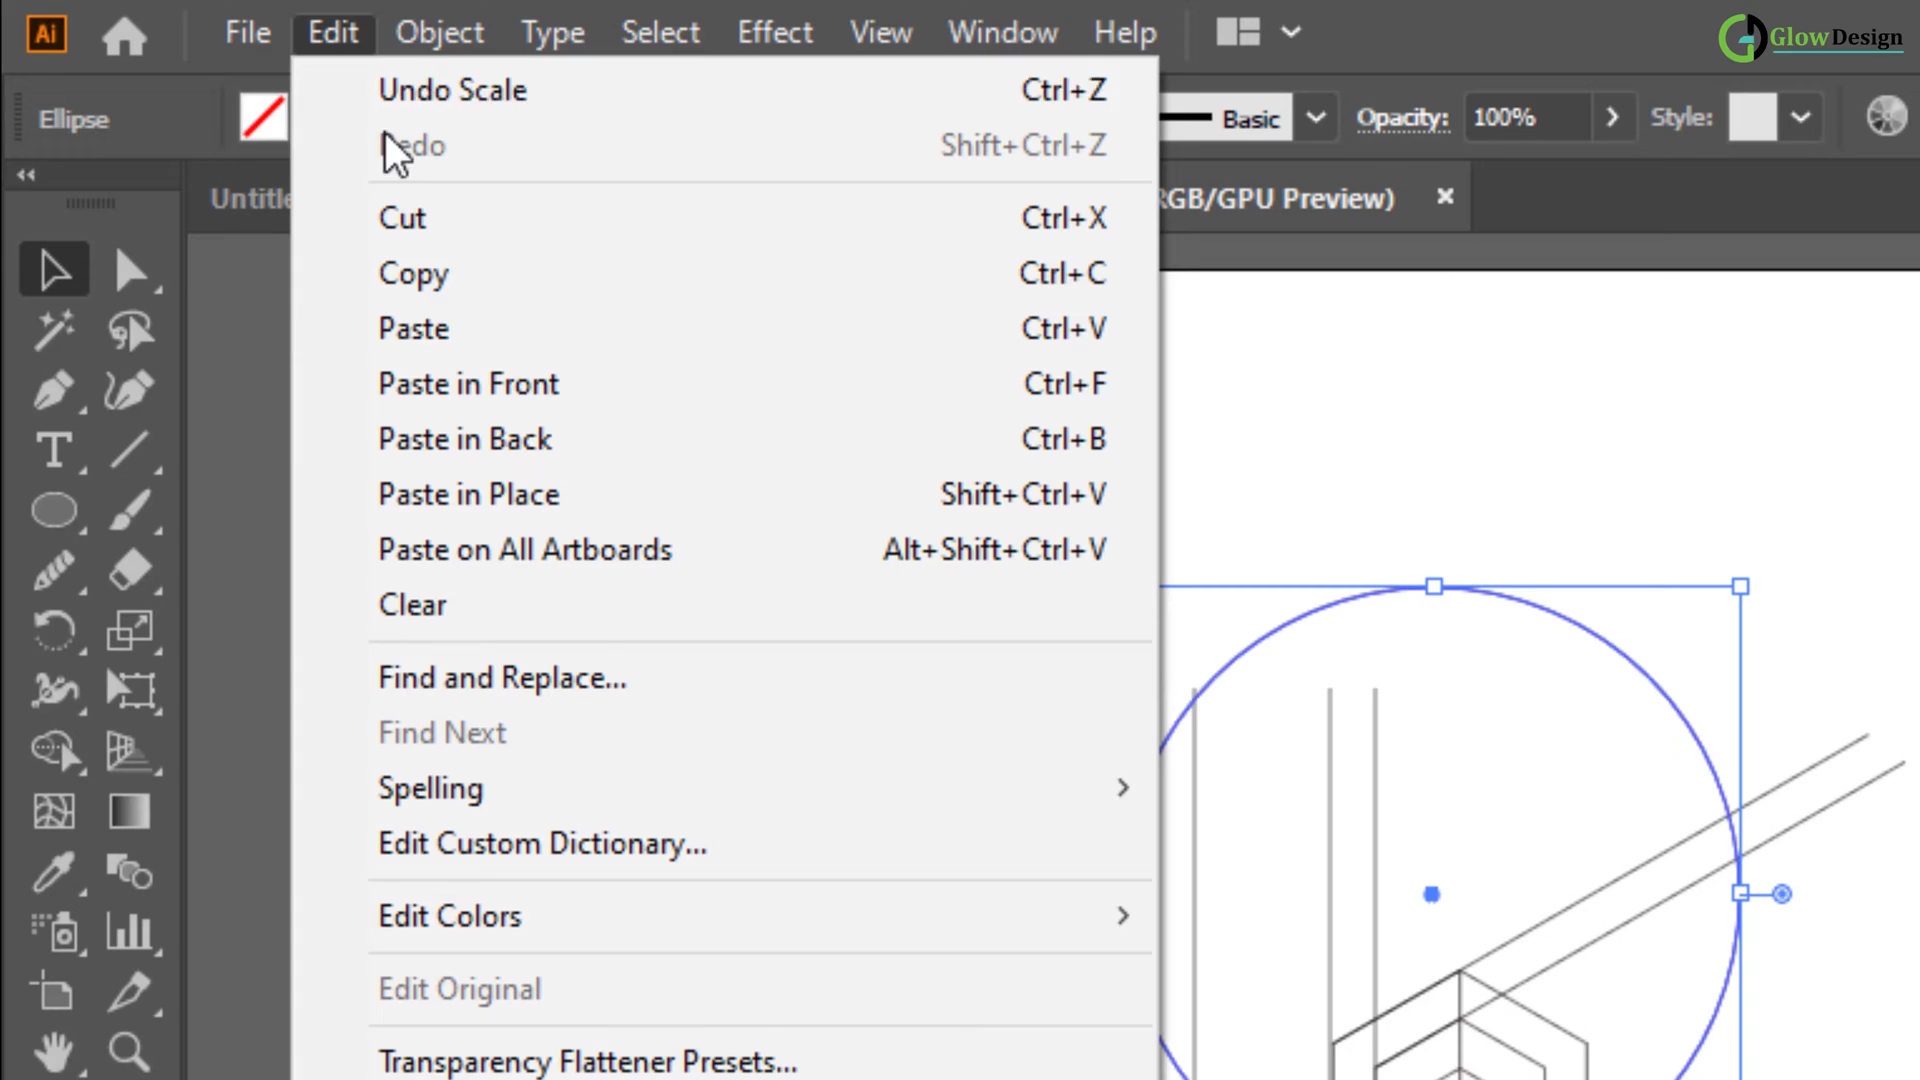 Ai File Edit Object Type Select Effect View Window Help
Glow Design
Ellipse
Basic Opacity: 100% Style:
RGB/GPU Preview) ×
Undo Scale Ctrl+Z
Shift+Ctrl+Z
Cut Ctrl+X
Copy Ctrl+C
Paste Ctrl+V
Paste in Front Ctrl+F
Paste in Back Ctrl+B
Paste in Place Shift+Ctrl+V
Paste on All Artboards Alt+Shift+Ctrl+V
Clear
Find and Replace...
Find Next
Spelling
Edit Custom Dictionary...
Edit Colors
Edit Original
Transparency Flattener Presets...